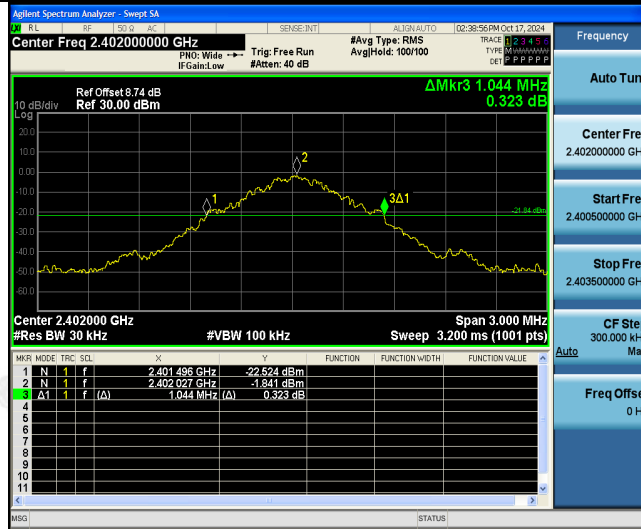 Agilent Spectrum Analyzer - Swept SA
LXI RL RF 50 Ω AC SENSE:INT ALIGN AUTO 02:38:56 PM Oct 17, 2024
Center Freq 2.402000000 GHz
PNO: Wide
IFGain:Low
Trig: Free Run
#Atten: 40 dB
#Avg Type: RMS
Avg|Hold: 100/100
TRACE 1 2 3 4 5 6
TYPE M
DET P P P P P P
Frequency
Ref Offset 8.74 dB
Ref 30.00 dBm
10 dB/div
Log
ΔMkr3 1.044 MHz
0.323 dB
20.0
10.0
0.00
-10.0
-20.0
-30.0
-40.0
-50.0
-60.0
1
2
3Δ1
-21.84 dBm
Center 2.402000 GHz
Span 3.000 MHz
#Res BW 30 kHz
#VBW 100 kHz
Sweep 3.200 ms (1001 pts)
MKR MODE TRC SCL X Y FUNCTION FUNCTION WIDTH FUNCTION VALUE
1 N 1 f 2.401 496 GHz -22.524 dBm
2 N 1 f 2.402 027 GHz -1.841 dBm
3 Δ1 1 f (Δ) 1.044 MHz (Δ) 0.323 dB
4
5
6
7
8
9
10
11
MSG
STATUS
Auto Tun
Center Fre
2.402000000 GH
Start Fre
2.400500000 GH
Stop Fre
2.403500000 GH
CF Ste
300.000 kH
Auto Ma
Freq Offse
0 H